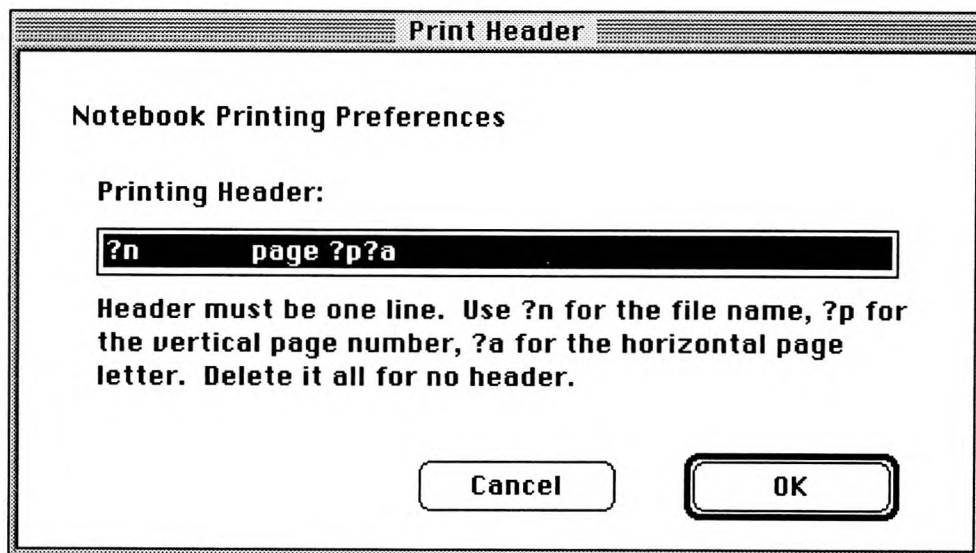 Print Header
Notebook Printing Preferences
Printing Header:
?n        page ?p?a
Header must be one line.  Use ?n for the file name, ?p for
the vertical page number, ?a for the horizontal page
letter.  Delete it all for no header.
Cancel
OK